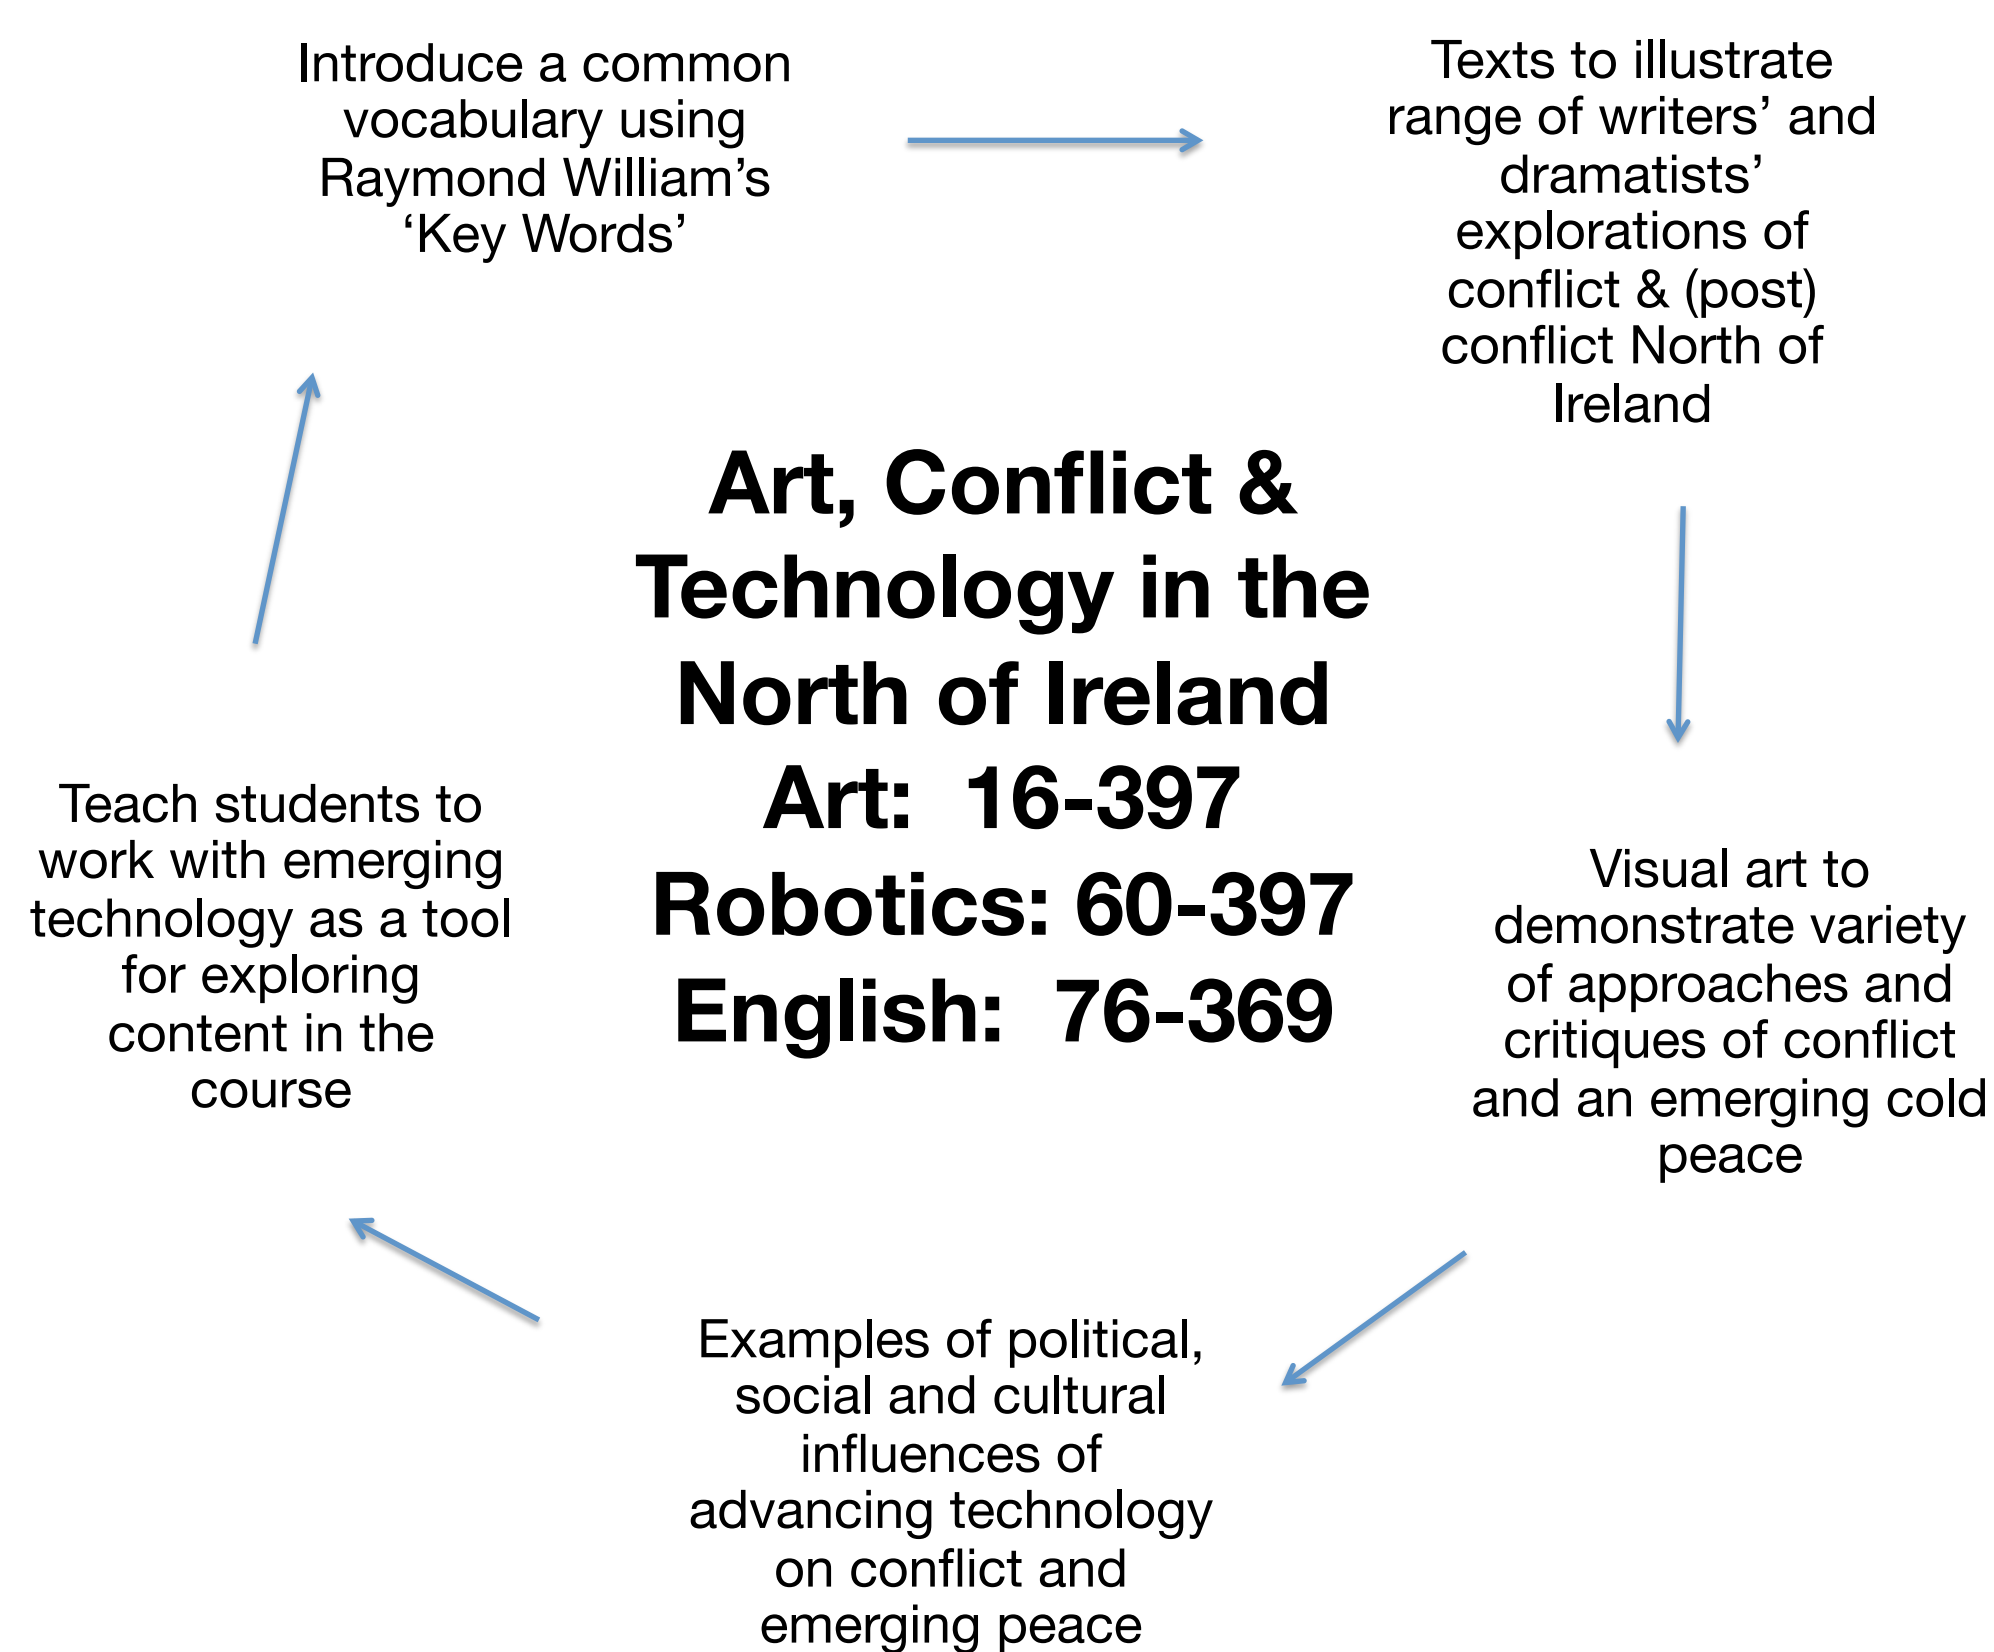 Introduce a common
vocabulary using
Raymond William’s
‘Key Words’
Texts to illustrate
range of writers’ and
dramatists’
explorations of
conflict & (post)
conflict North of
Ireland
Art, Conflict &
Technology in the
North of Ireland
Art:  16-397
Robotics: 60-397
English:  76-369
Visual art to
demonstrate variety
of approaches and
critiques of conflict
and an emerging cold
peace
Examples of political,
social and cultural
influences of
advancing technology
on conflict and
emerging peace
Teach students to
work with emerging
technology as a tool
for exploring
content in the
course